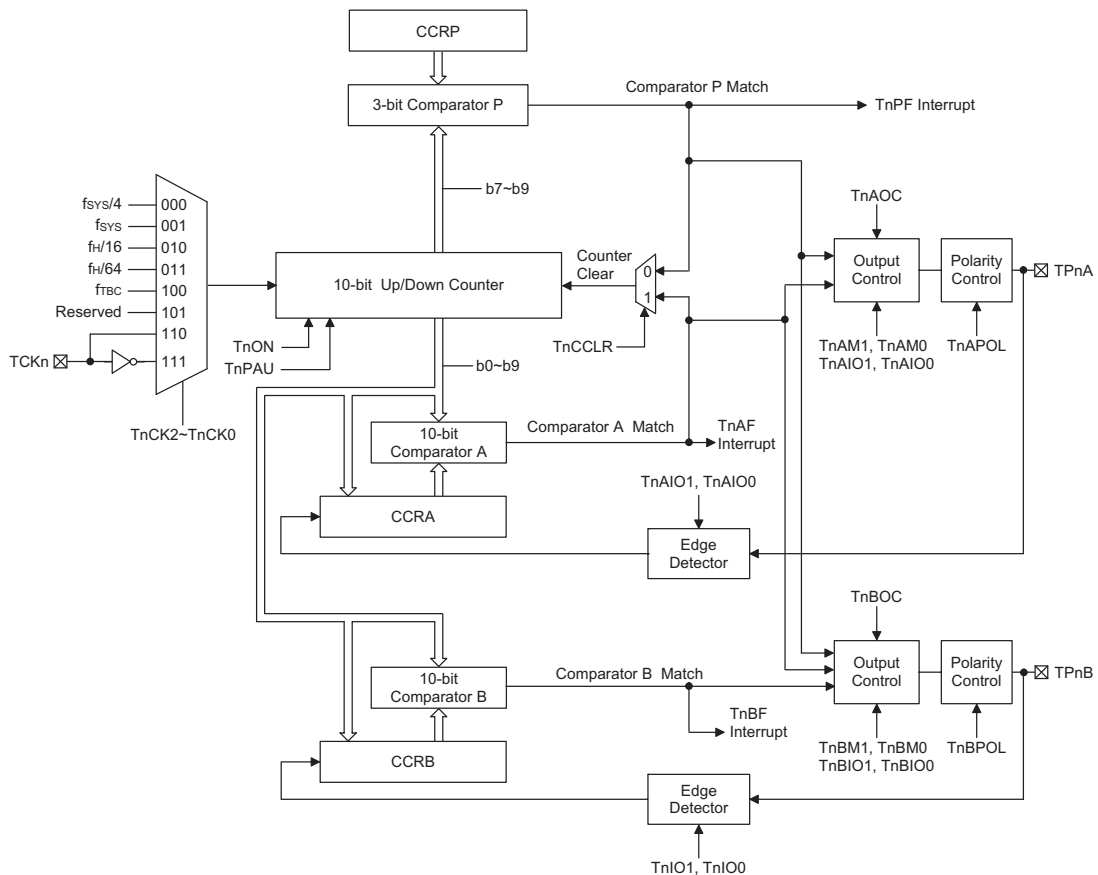 CCRP
3-bit Comparator P
Comparator P Match
TnPF Interrupt
b7~b9
fSYS/4
000
fSYS
001
fH/16
010
fH/64
011
fTBC
100
Reserved
101
110
TCKn
111
TnCK2~TnCK0
10-bit Up/Down Counter
TnON
TnPAU
Counter
Clear
0
1
TnCCLR
TnAOC
Output
Control
Polarity
Control
TPnA
TnAM1, TnAM0
TnAIO1, TnAIO0
TnAPOL
b0~b9
10-bit
Comparator A
Comparator A Match
TnAF
Interrupt
CCRA
TnAIO1, TnAIO0
Edge
Detector
TnBOC
10-bit
Comparator B
Comparator B Match
TnBF
Interrupt
Output
Control
Polarity
Control
TPnB
TnBM1, TnBM0
TnBIO1, TnBIO0
TnBPOL
CCRB
Edge
Detector
TnIO1, TnIO0